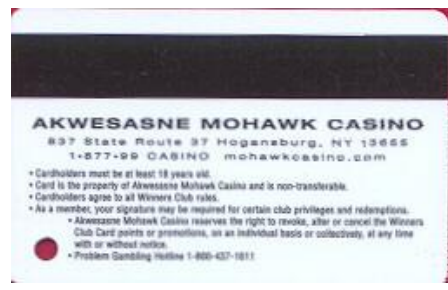 AKWESASNE MOHAWK CASINO
837 State Route 37 Hogansburg, NY 13655
1-877-99 CASINO mohawkcasino.com
• Cardholders must be at least 18 years old.
• Card is the property of Akwesasne Mohawk Casino and is non-transferable.
• Cardholders agree to all Winners Club rules.
• As a member, your signature may be required for certain club privileges and redemptions.
• Akwesasne Mohawk Casino reserves the right to revoke, alter or cancel the Winners
Club Card points or promotions, on an individual basis or collectively, at any time
with or without notice.
• Problem Gambling Hotline 1-800-437-1611